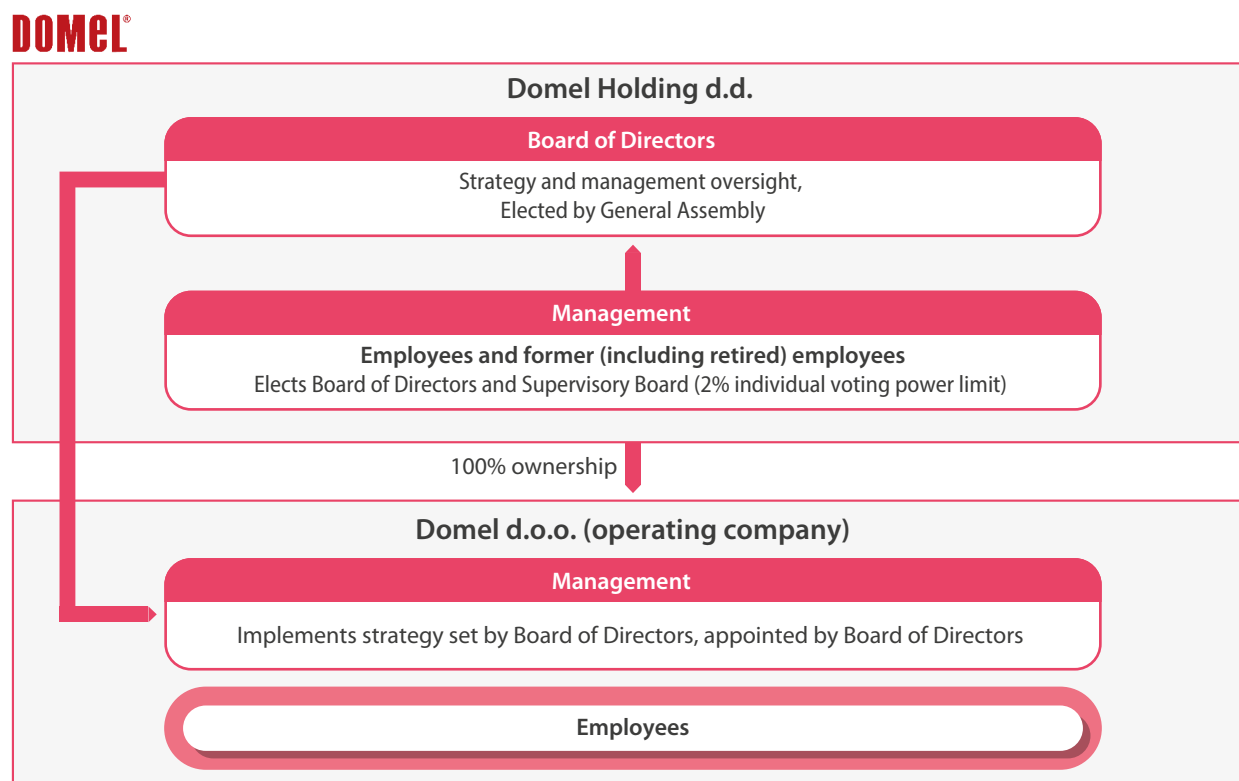 DOMEL®
Domel Holding d.d.
Board of Directors
Strategy and management oversight,
Elected by General Assembly
Management
Employees and former (including retired) employees
Elects Board of Directors and Supervisory Board (2% individual voting power limit)
100% ownership
Domel d.o.o. (operating company)
Management
Implements strategy set by Board of Directors, appointed by Board of Directors
Employees